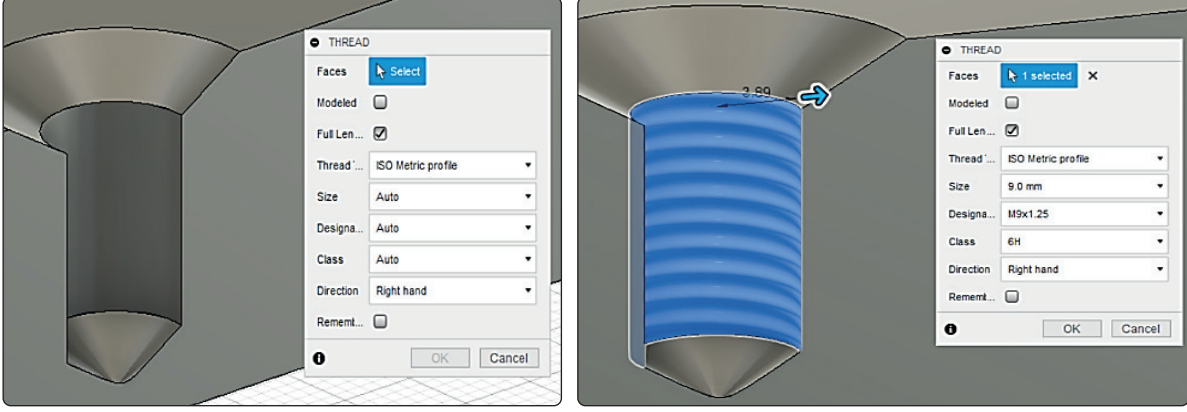 THREAD
Faces Select
Modeled
Full Len...
Thread '... ISO Metric profile
Size Auto
Designa... Auto
Class Auto
Direction Right hand
Rememt...
OK Cancel
3.89
THREAD
Faces 1 selected
Modeled
Full Len...
Thread '... ISO Metric profile
Size 9.0 mm
Designa... M9x1.25
Class 6H
Direction Right hand
Rememt...
OK Cancel